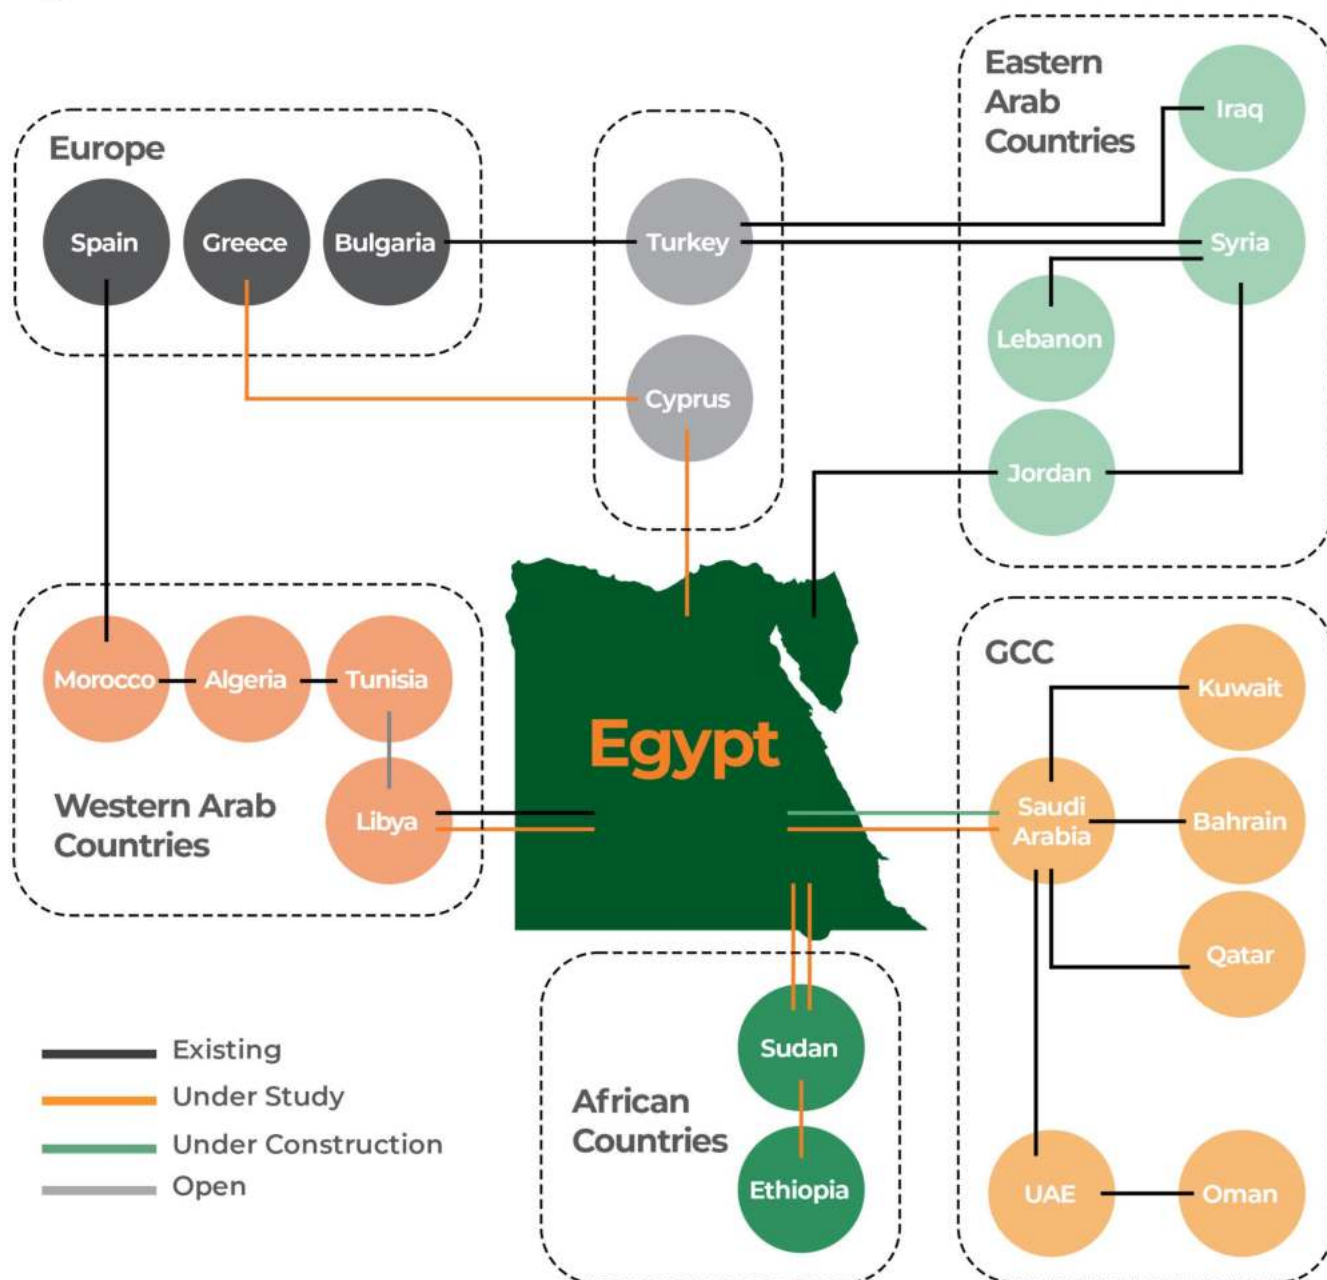 Eastern
Arab
Countries
Iraq
Europe
Spain
Greece
Bulgaria
Turkey
Syria
Lebanon
Cyprus
Jordan
Morocco
Algeria
Tunisia
GCC
Kuwait
Egypt
Western Arab
Countries
Libya
Saudi
Arabia
Bahrain
Qatar
Existing
Under Study
Under Construction
Open
African
Countries
Sudan
Ethiopia
UAE
Oman